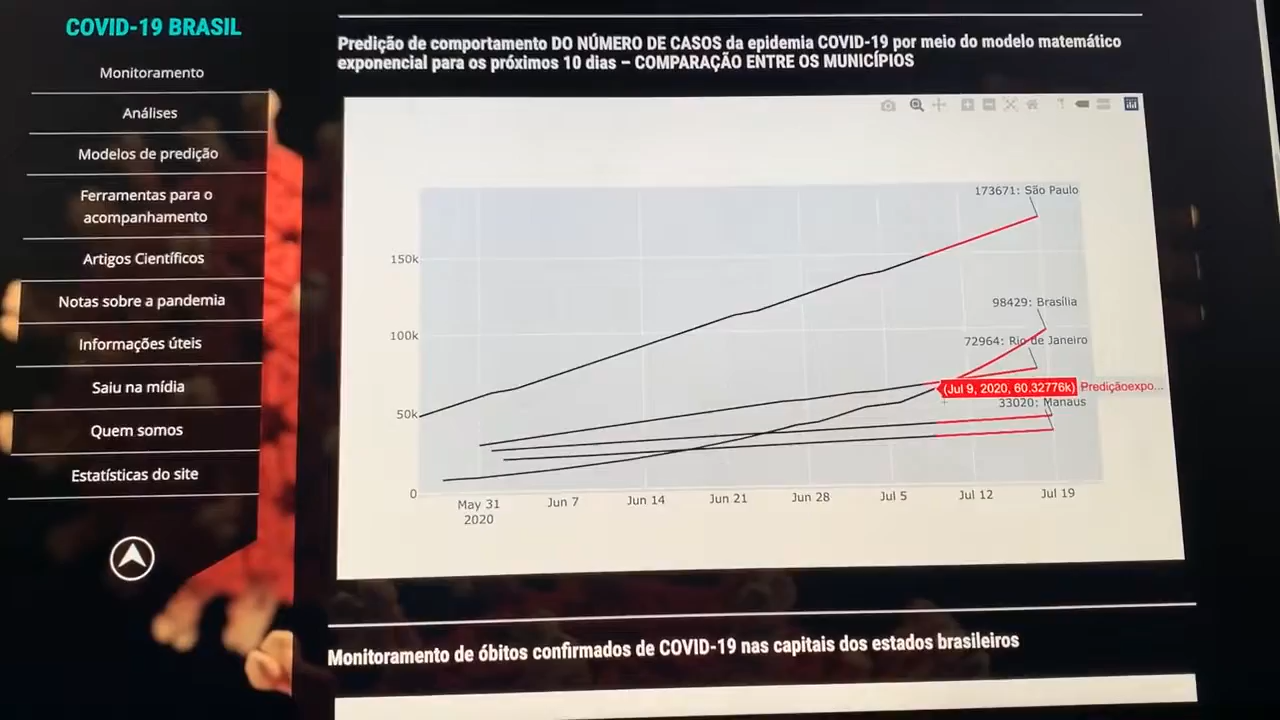 COVID-19 BRASIL
Monitoramento
Análises
Modelos de predição
Ferramentas para o
acompanhamento
Artigos Científicos
Notas sobre a pandemia
Informações úteis
Saiu na mídia
Quem somos
Estatísticas do site
Predição de comportamento DO NÚMERO DE CASOS da epidemia COVID-19 por meio do modelo matemático
exponencial para os próximos 10 dias – COMPARAÇÃO ENTRE OS MUNICÍPIOS
173671: São Paulo
150k
98429: Brasília
100k
72964: Rio de Janeiro
(Jul 9, 2020, 60.32776k) Prediçãoexpo...
33020: Manaus
50k
0
May 31
2020
Jun 7
Jun 14
Jun 21
Jun 28
Jul 5
Jul 12
Jul 19
Monitoramento de óbitos confirmados de COVID-19 nas capitais dos estados brasileiros